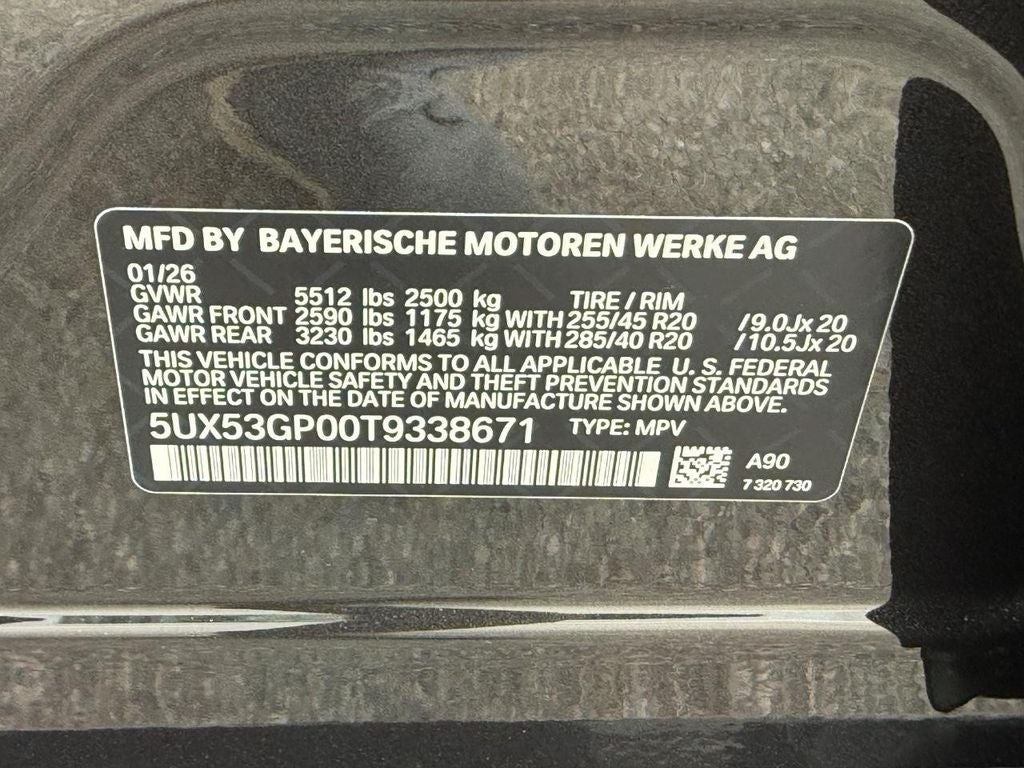 MFD BY BAYERISCHE MOTOREN WERKE AG
01/26
GVWR 5512 lbs 2500 kg TIRE / RIM
GAWR FRONT 2590 lbs 1175 kg WITH 255/45 R20 /9.0Jx20
GAWR REAR 3230 lbs 1465 kg WITH 285/40 R20 /10.5Jx20
THIS VEHICLE CONFORMS TO ALL APPLICABLE U. S. FEDERAL
MOTOR VEHICLE SAFETY AND THEFT PREVENTION STANDARDS
IN EFFECT ON THE DATE OF MANUFACTURE SHOWN ABOVE.
5UX53GP00T9338671 TYPE: MPV
A90
7 320 730